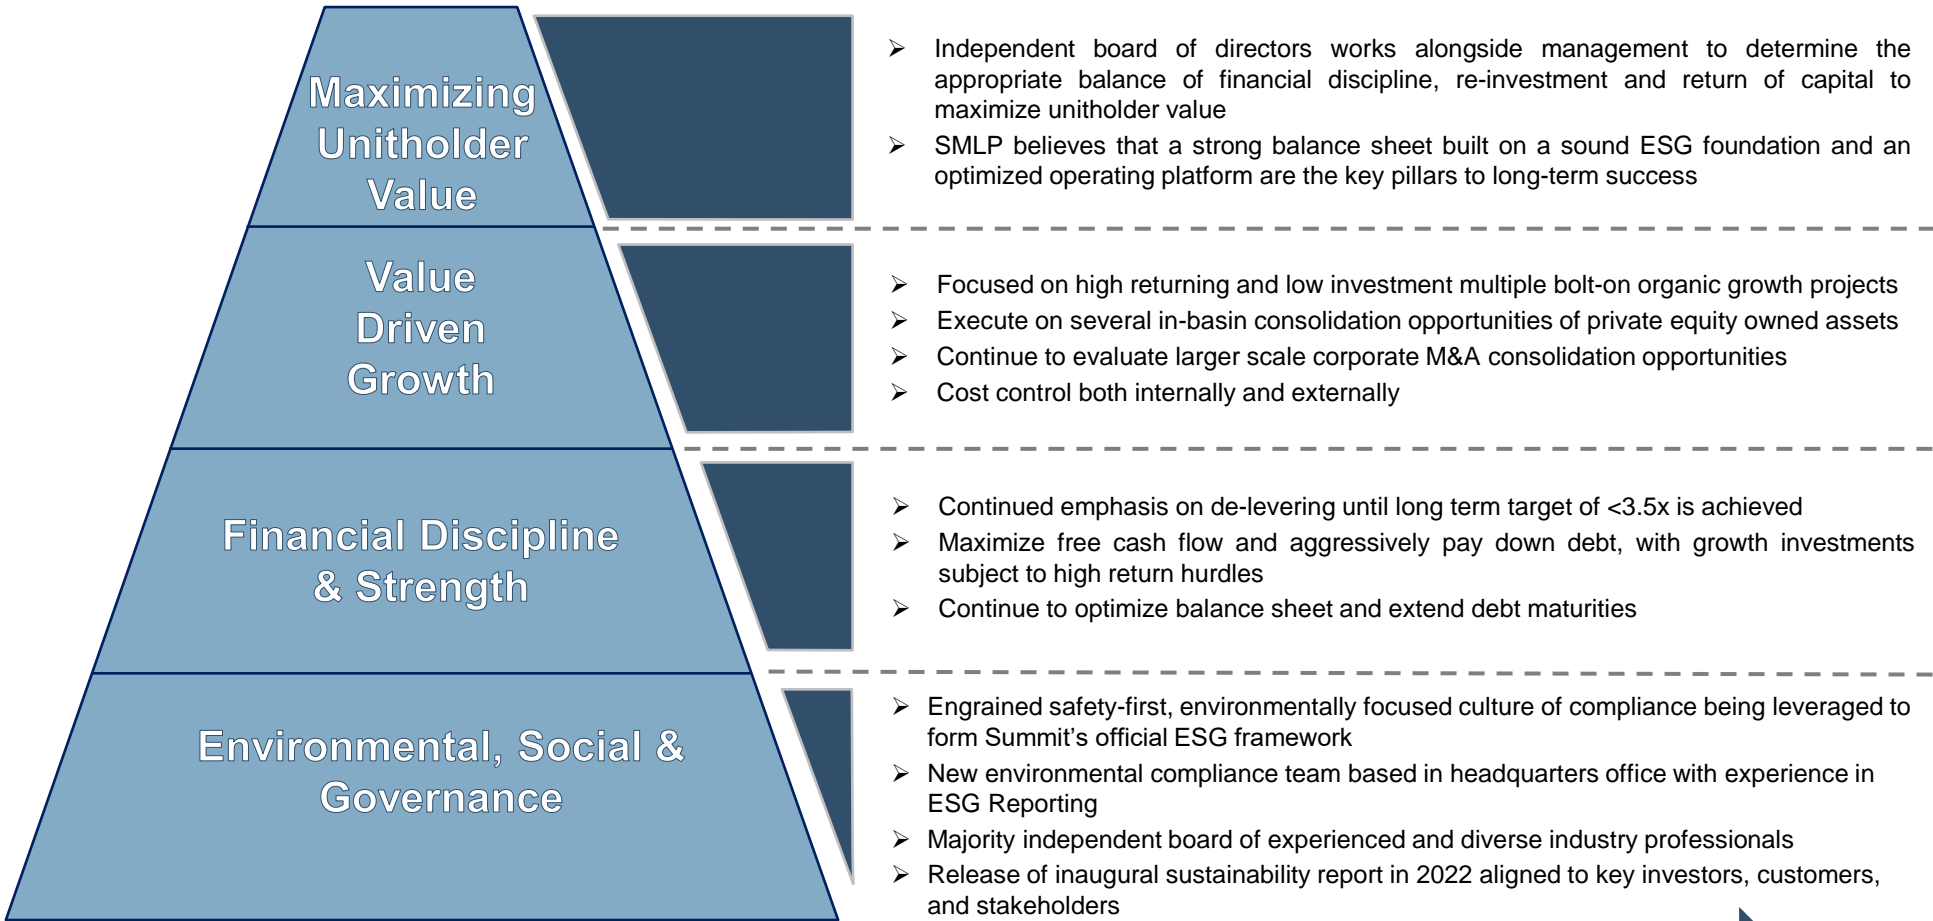 Maximizing
Unitholder
Value
➢ Independent board of directors works alongside management to determine the
appropriate balance of financial discipline, re-investment and return of capital to
maximize unitholder value
➢ SMLP believes that a strong balance sheet built on a sound ESG foundation and an
optimized operating platform are the key pillars to long-term success
Value
Driven
Growth
➢ Focused on high returning and low investment multiple bolt-on organic growth projects
➢ Execute on several in-basin consolidation opportunities of private equity owned assets
➢ Continue to evaluate larger scale corporate M&A consolidation opportunities
➢ Cost control both internally and externally
Financial Discipline
& Strength
➢ Continued emphasis on de-levering until long term target of <3.5x is achieved
➢ Maximize free cash flow and aggressively pay down debt, with growth investments
subject to high return hurdles
➢ Continue to optimize balance sheet and extend debt maturities
Environmental, Social &
Governance
➢ Engrained safety-first, environmentally focused culture of compliance being leveraged to
form Summit's official ESG framework
➢ New environmental compliance team based in headquarters office with experience in
ESG Reporting
➢ Majority independent board of experienced and diverse industry professionals
➢ Release of inaugural sustainability report in 2022 aligned to key investors, customers,
and stakeholders